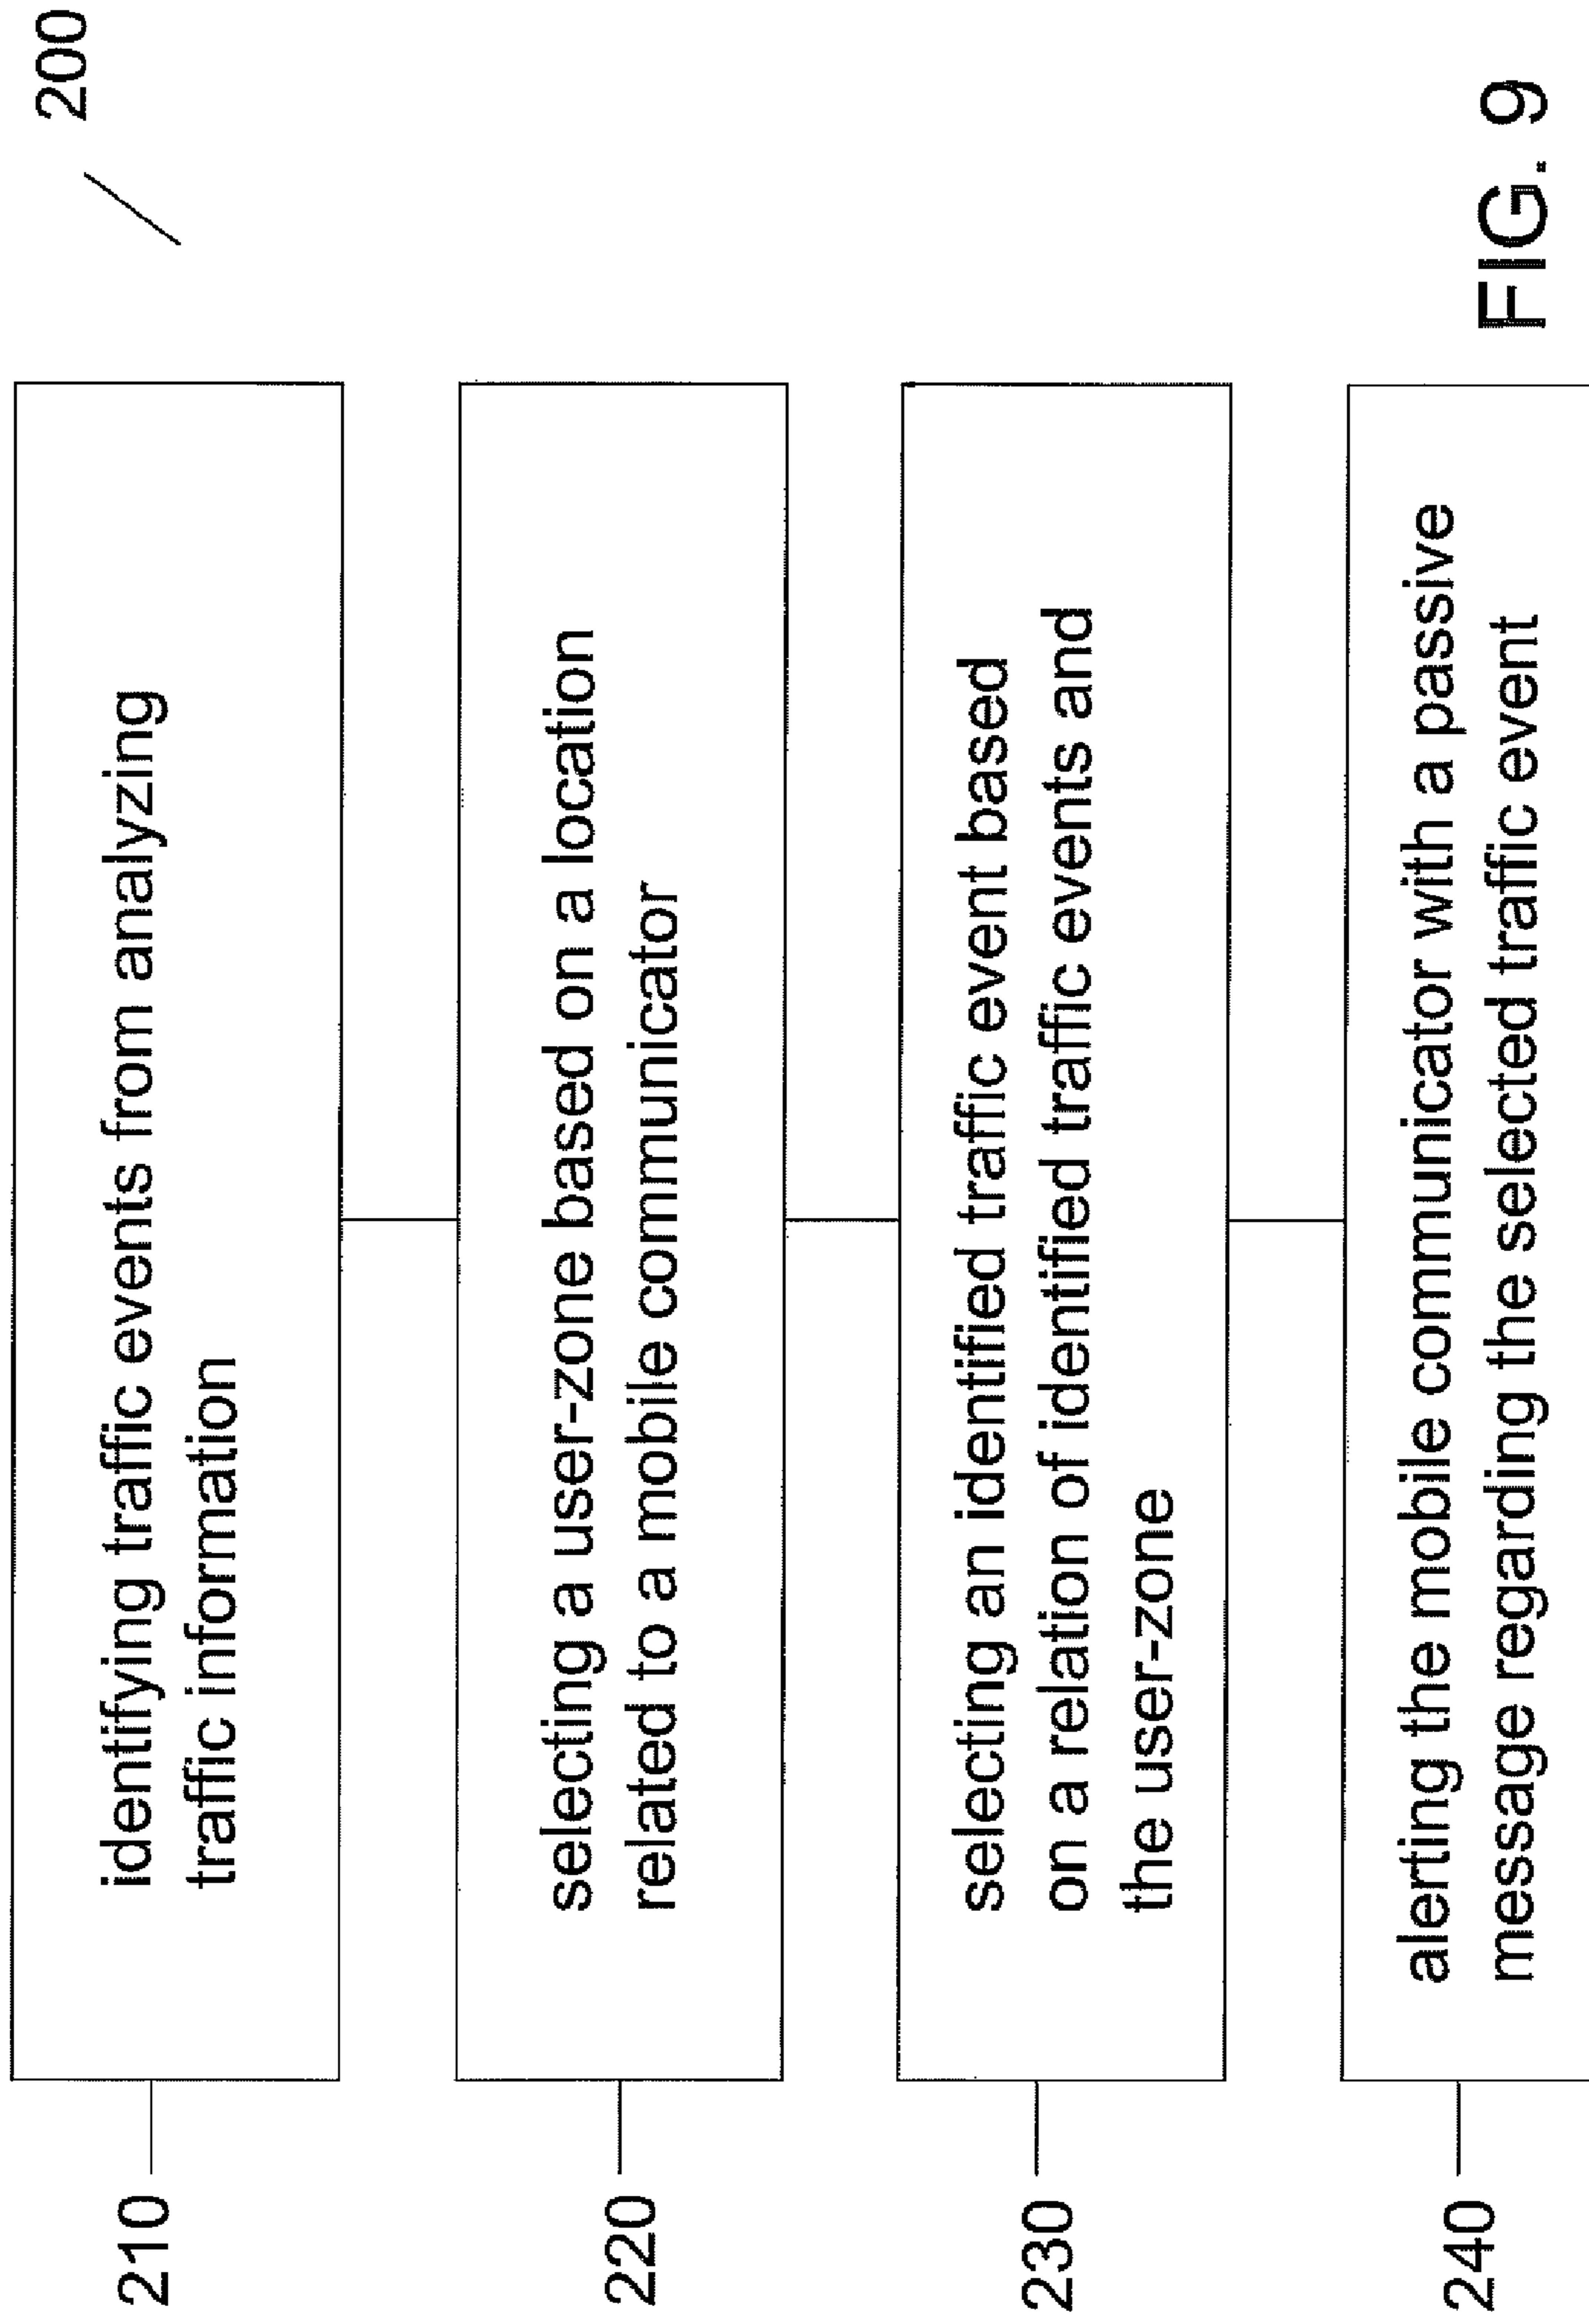 200
210
identifying traffic events from analyzing
traffic information
220
selecting a user-zone based on a location
related to a mobile communicator
230
selecting an identified traffic event based
on a relation of identified traffic events and
the user-zone
240
alerting the mobile communicator with a passive
message regarding the selected traffic event
FIG. 9